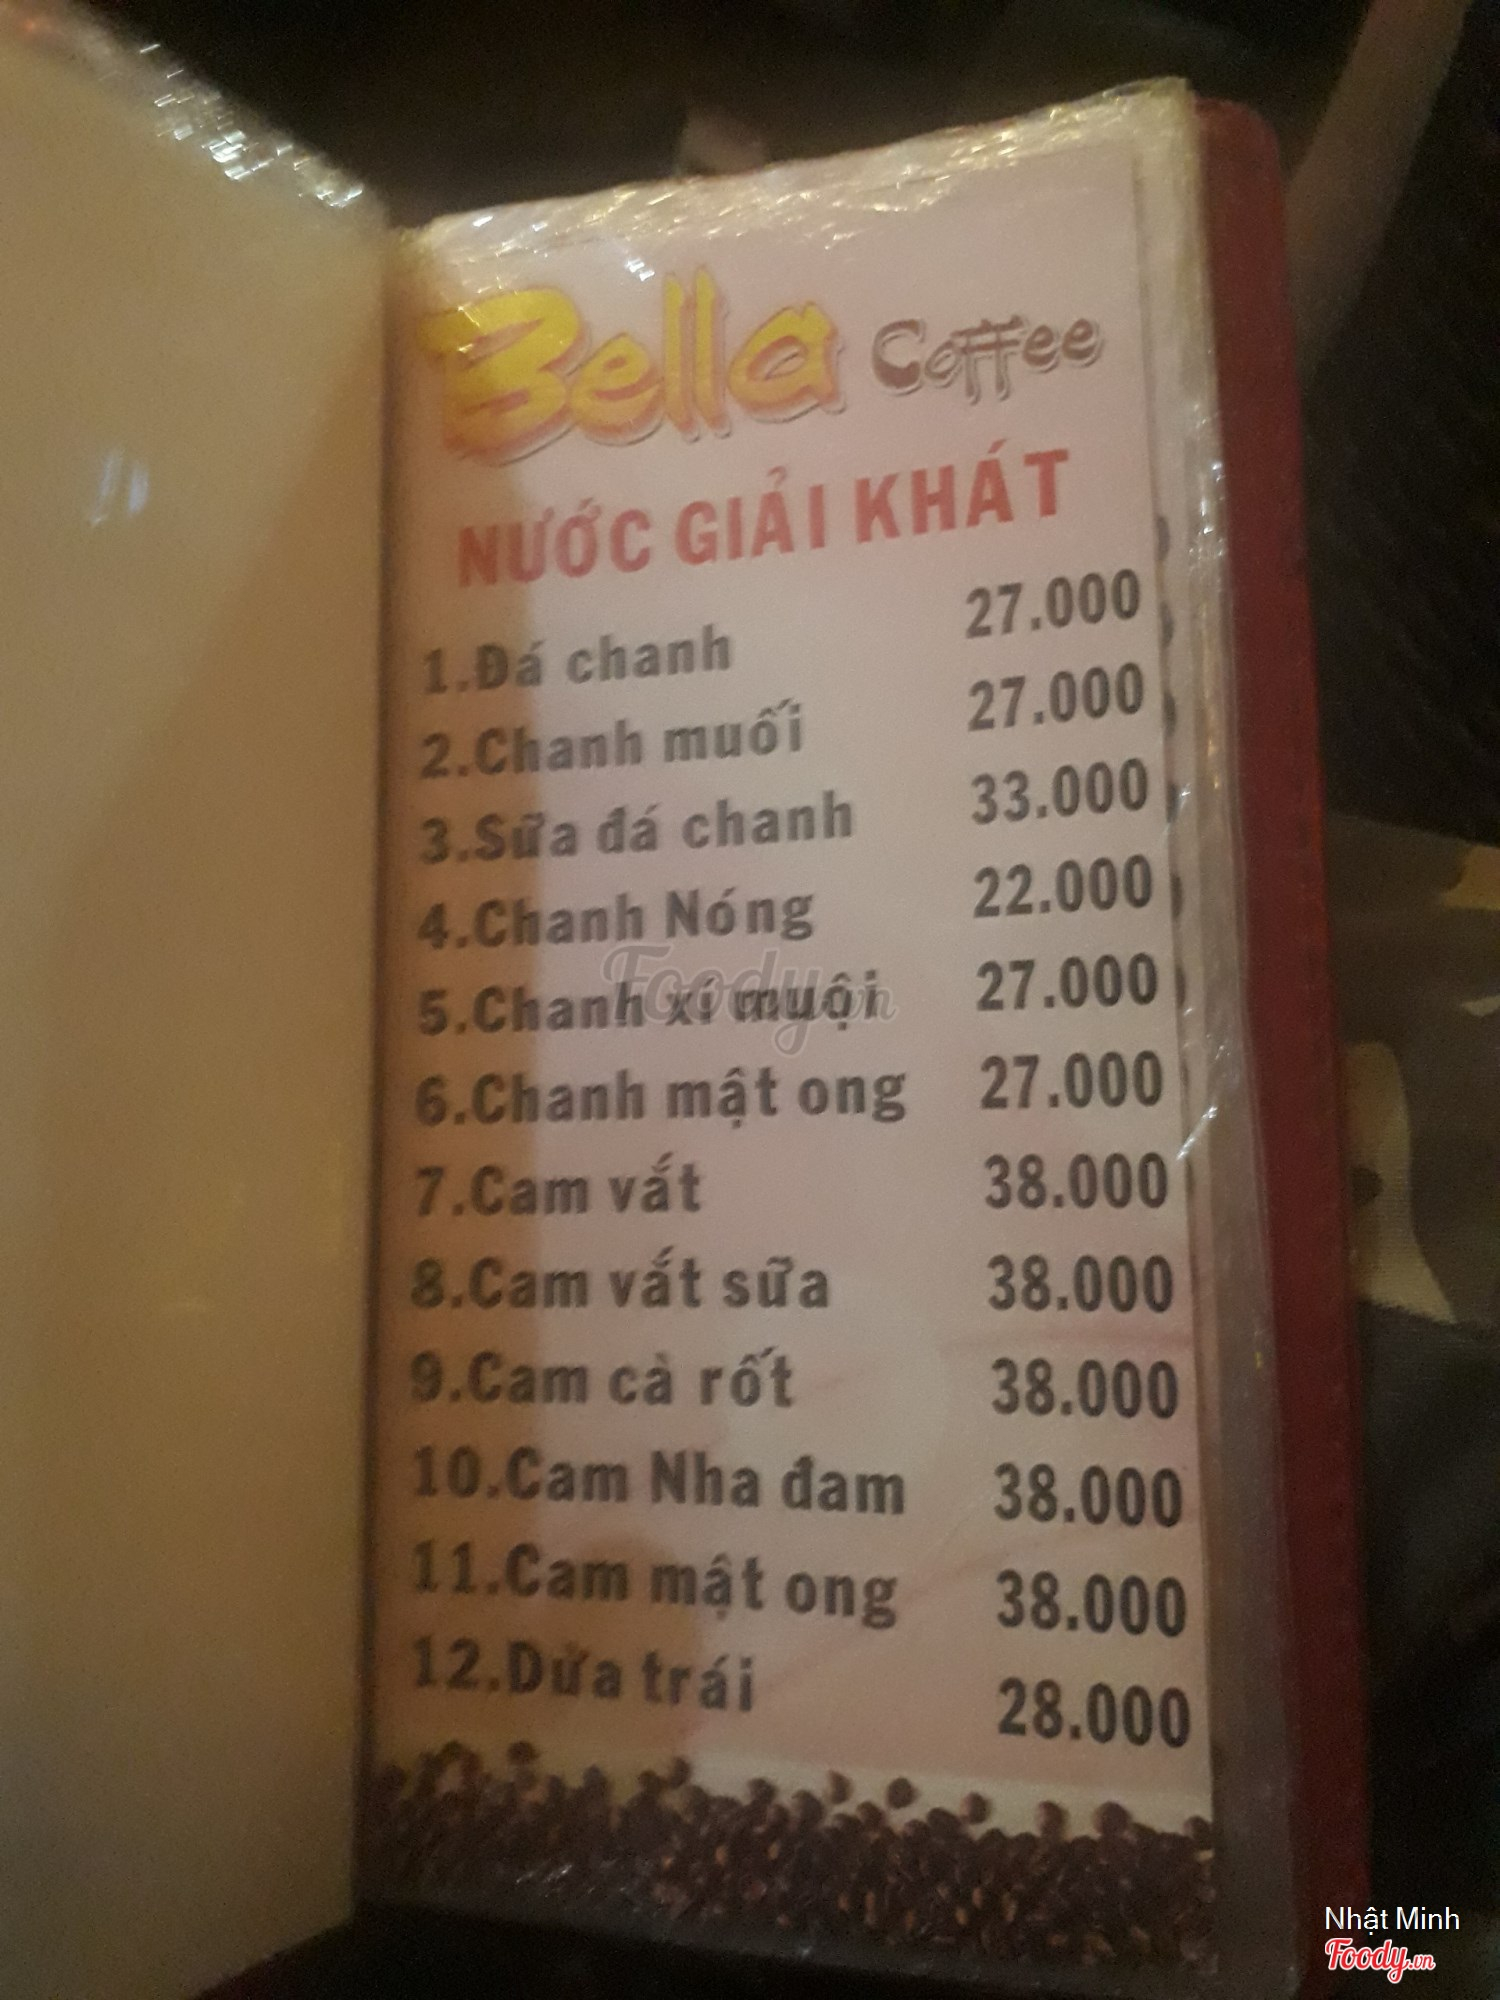 Bella Coffee
NƯỚC GIẢI KHÁT
1.Đá chanh 27.000
2.Chanh muối 27.000
3.Sữa đá chanh 33.000
4.Chanh Nóng 22.000
5.Chanh xí muội 27.000
6.Chanh mật ong 27.000
7.Cam vắt 38.000
8.Cam vắt sữa 38.000
9.Cam cà rốt 38.000
10.Cam Nha đam 38.000
11.Cam mật ong 38.000
12.Dừa trái 28.000
Foody.vn
Nhật Minh
Foody.vn